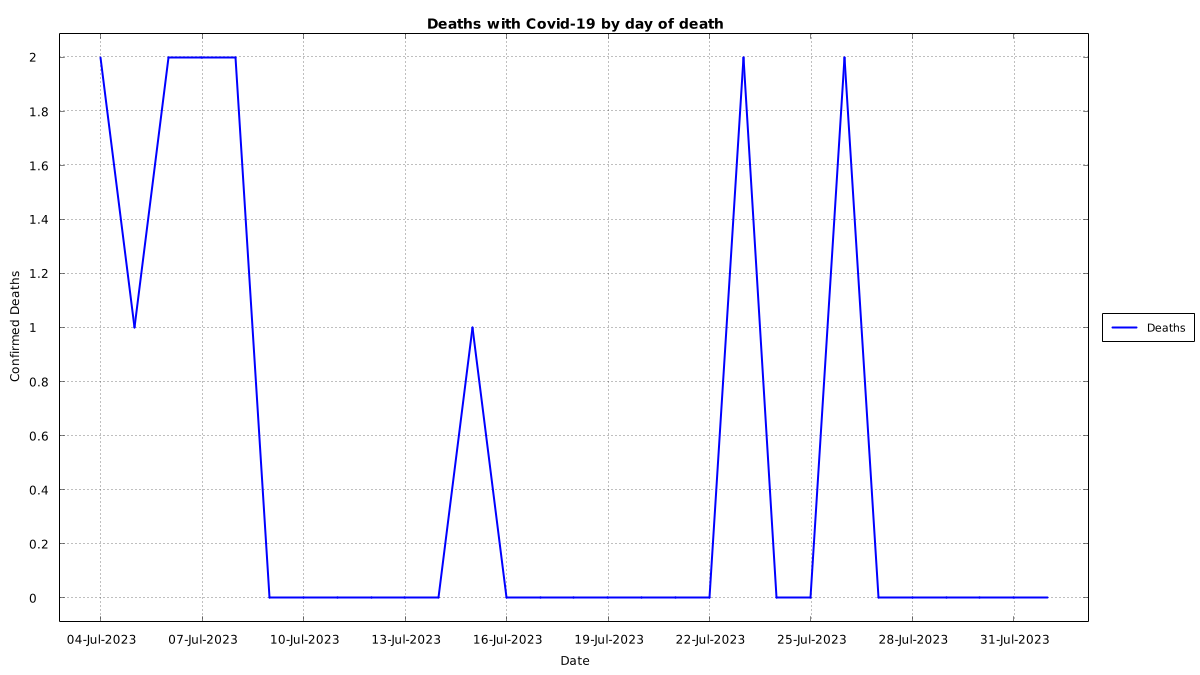 Deaths with Covid-19 by day of death
Confirmed Deaths
2
1.8
1.6
1.4
1.2
1
0.8
0.6
0.4
0.2
0
04-Jul-2023 07-Jul-2023 10-Jul-2023 13-Jul-2023 16-Jul-2023 19-Jul-2023 22-Jul-2023 25-Jul-2023 28-Jul-2023 31-Jul-2023
Date
Deaths